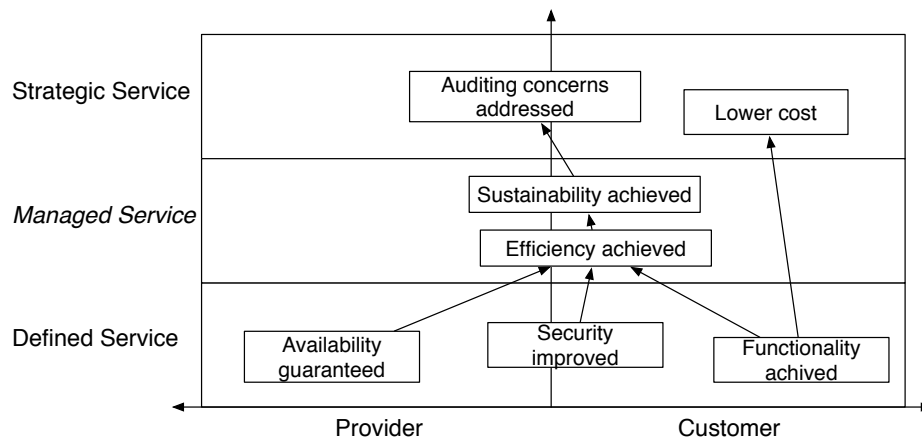 Strategic Service
Auditing concerns
addressed
Lower cost
Managed Service
Sustainability achieved
Efficiency achieved
Defined Service
Availability
guaranteed
Security
improved
Functionality
achived
Provider
Customer